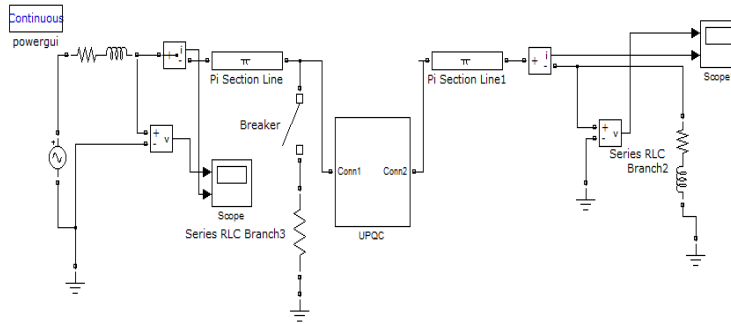 Continuous
powergui
i
+
-
Pi Section Line
Breaker
+
-
v
Scope
Series RLC Branch3
+
Conn1
Conn2
UPQC
Pi Section Line1
+
i
-
+
-
v
Series RLC
Branch2
Scope